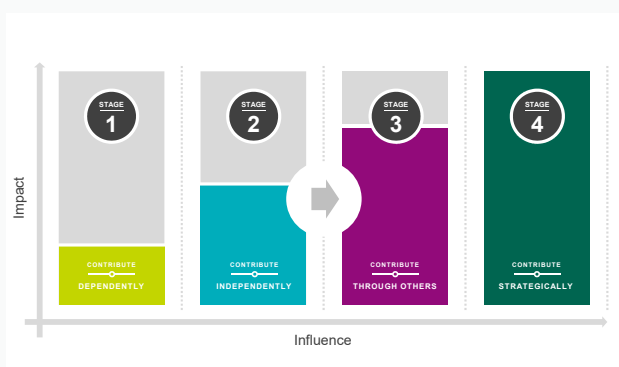 Impact
STAGE
1
CONTRIBUTE
DEPENDENTLY
STAGE
2
CONTRIBUTE
INDEPENDENTLY
STAGE
3
CONTRIBUTE
THROUGH OTHERS
STAGE
4
CONTRIBUTE
STRATEGICALLY
Influence